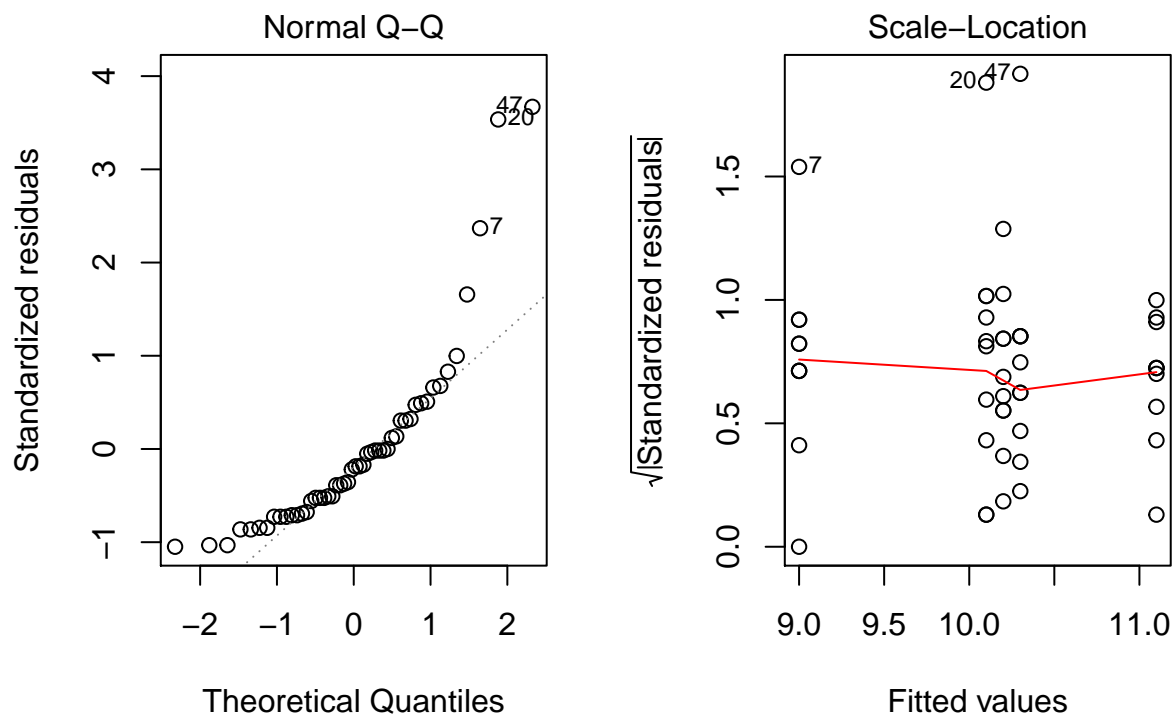 Normal Q−Q
Standardized residuals
4
3
2
1
0
−1
47
20
7
−2 −1 0 1 2
Theoretical Quantiles
Scale−Location
√|Standardized residuals|
1.5
1.0
0.5
0.0
20
47
7
9.0 9.5 10.0 11.0
Fitted values